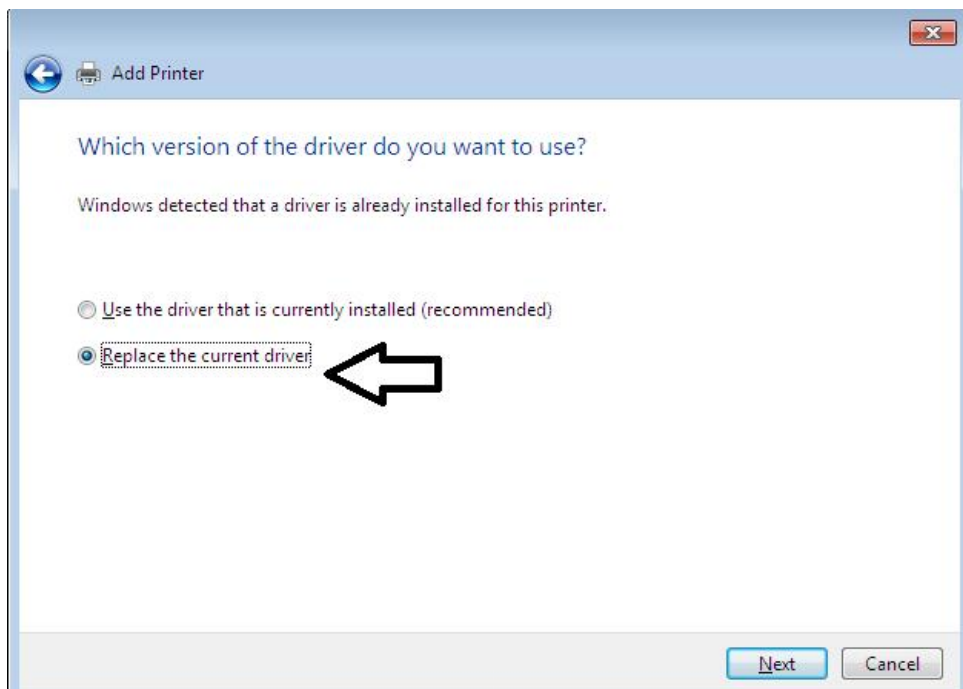 Add Printer
Which version of the driver do you want to use?
Windows detected that a driver is already installed for this printer.
Use the driver that is currently installed (recommended)
Replace the current driver
Next
Cancel